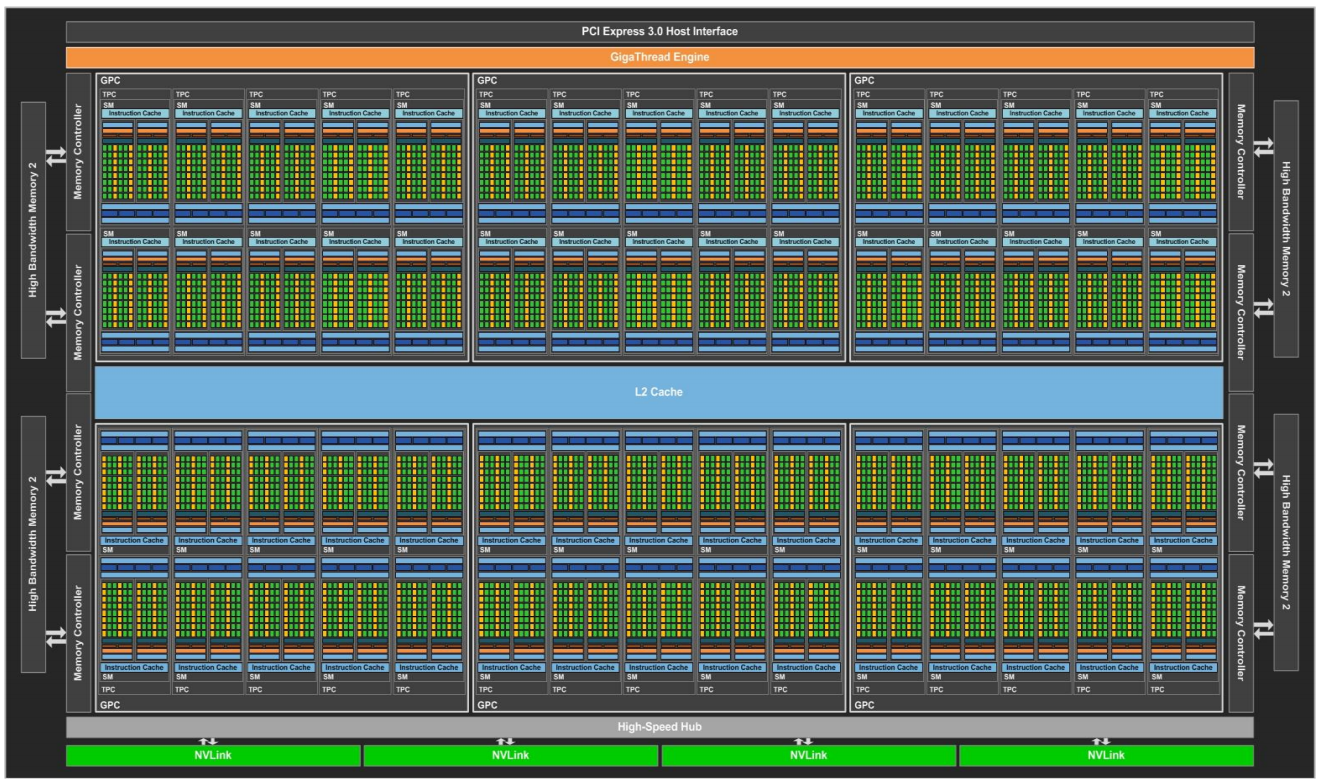 PCI Express 3.0 Host Interface
GigaThread Engine
GPC GPC GPC
TPC TPC TPC TPC TPC TPC TPC TPC TPC TPC TPC TPC TPC TPC TPC
SM SM SM SM SM SM SM SM SM SM SM SM SM SM SM
Instruction Cache Instruction Cache Instruction Cache Instruction Cache Instruction Cache Instruction Cache Instruction Cache Instruction Cache Instruction Cache Instruction Cache Instruction Cache Instruction Cache Instruction Cache Instruction Cache Instruction Cache
High Bandwidth Memory 2
Memory Controller
Memory Controller
High Bandwidth Memory 2
SM SM SM SM SM SM SM SM SM SM SM SM SM SM SM
Instruction Cache Instruction Cache Instruction Cache Instruction Cache Instruction Cache Instruction Cache Instruction Cache Instruction Cache Instruction Cache Instruction Cache Instruction Cache Instruction Cache Instruction Cache Instruction Cache Instruction Cache
Memory Controller
Memory Controller
L2 Cache
High Bandwidth Memory 2
Memory Controller
Memory Controller
High Bandwidth Memory 2
Instruction Cache Instruction Cache Instruction Cache Instruction Cache Instruction Cache Instruction Cache Instruction Cache Instruction Cache Instruction Cache Instruction Cache Instruction Cache Instruction Cache Instruction Cache Instruction Cache Instruction Cache
SM SM SM SM SM SM SM SM SM SM SM SM SM SM SM
Memory Controller
Memory Controller
Instruction Cache Instruction Cache Instruction Cache Instruction Cache Instruction Cache Instruction Cache Instruction Cache Instruction Cache Instruction Cache Instruction Cache Instruction Cache Instruction Cache Instruction Cache Instruction Cache Instruction Cache
SM SM SM SM SM SM SM SM SM SM SM SM SM SM SM
TPC TPC TPC TPC TPC TPC TPC TPC TPC TPC TPC TPC TPC TPC TPC
GPC GPC GPC
High-Speed Hub
NVLink NVLink NVLink NVLink